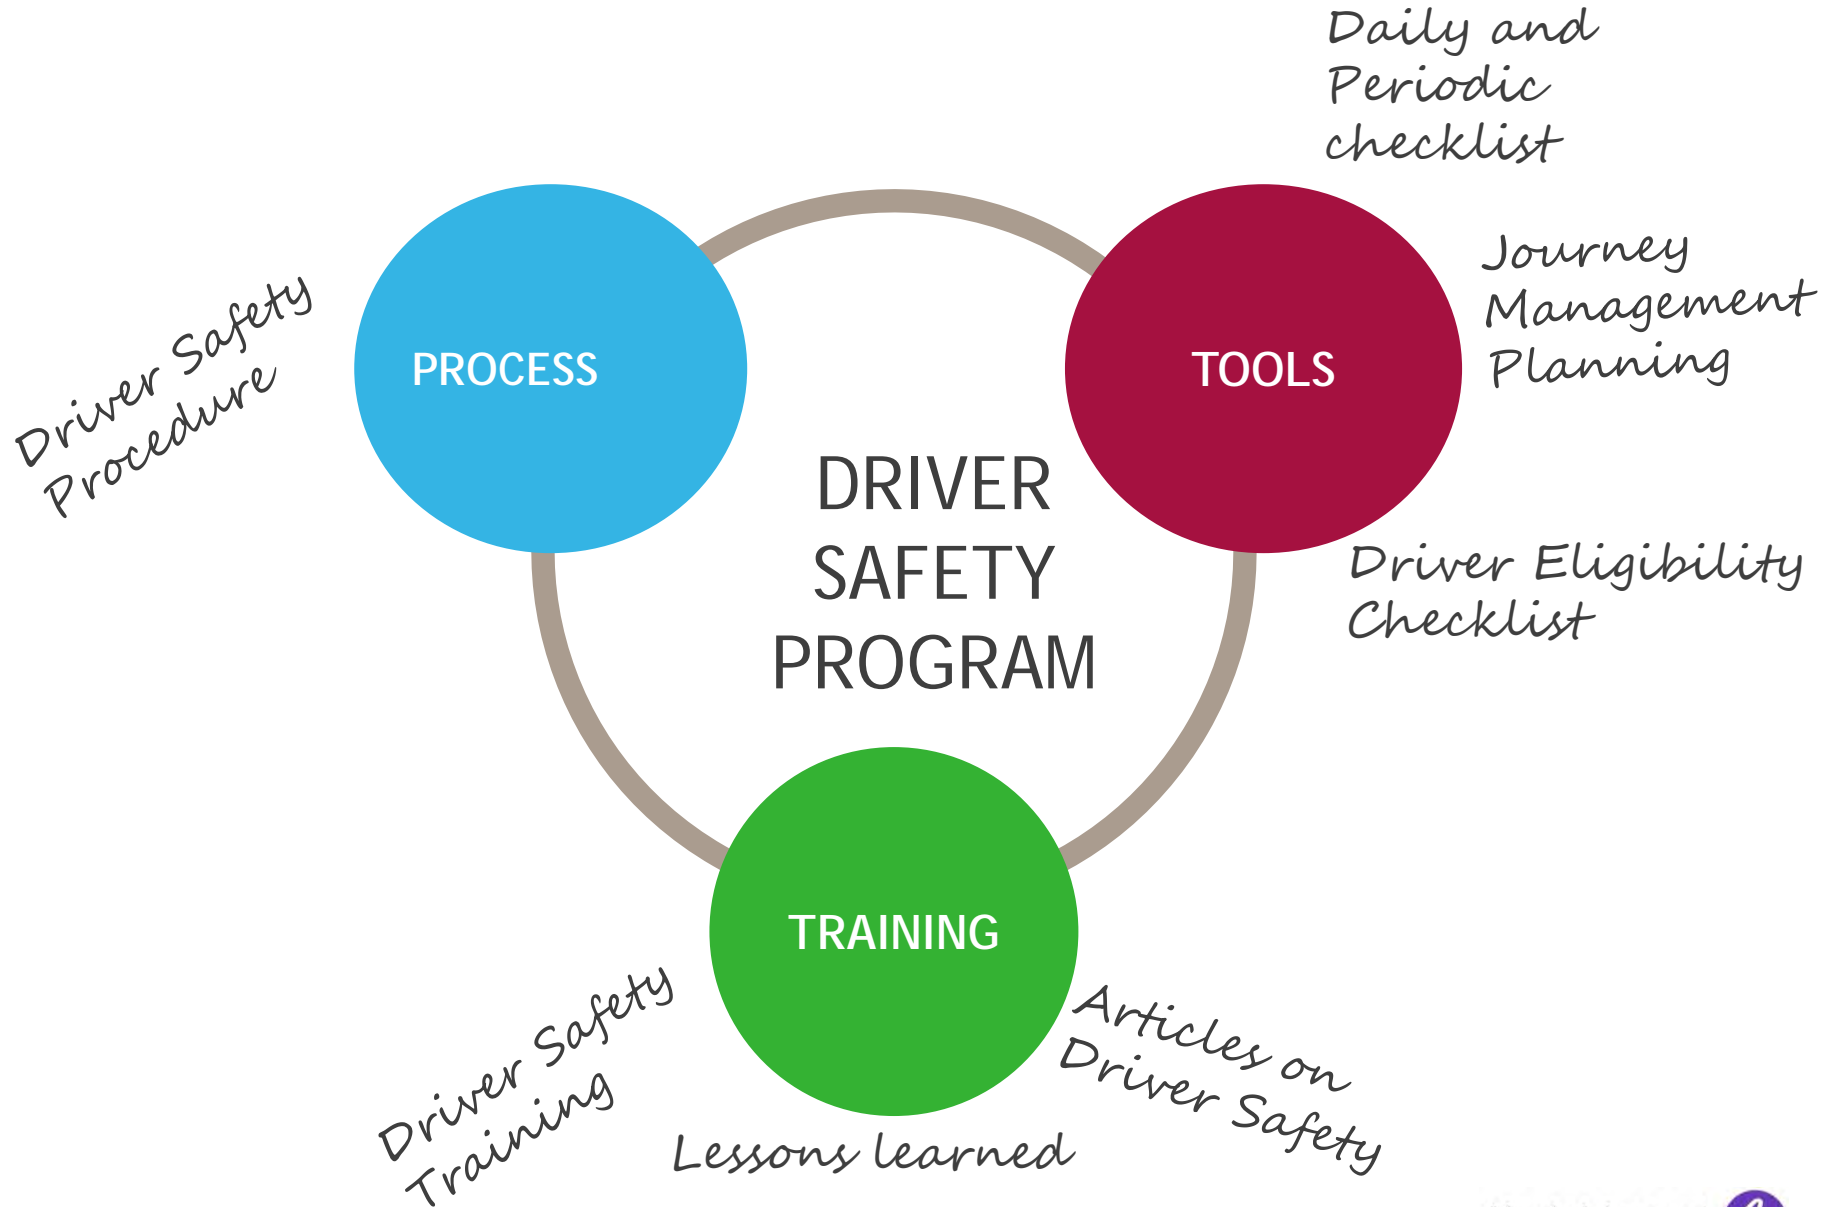 Daily and
Periodic
checklist
Journey
Management
Planning
Driver Safety
Procedure
PROCESS
TOOLS
DRIVER
SAFETY
PROGRAM
Driver Eligibility
Checklist
TRAINING
Driver Safety
Training
Lessons learned
Articles on
Driver Safety